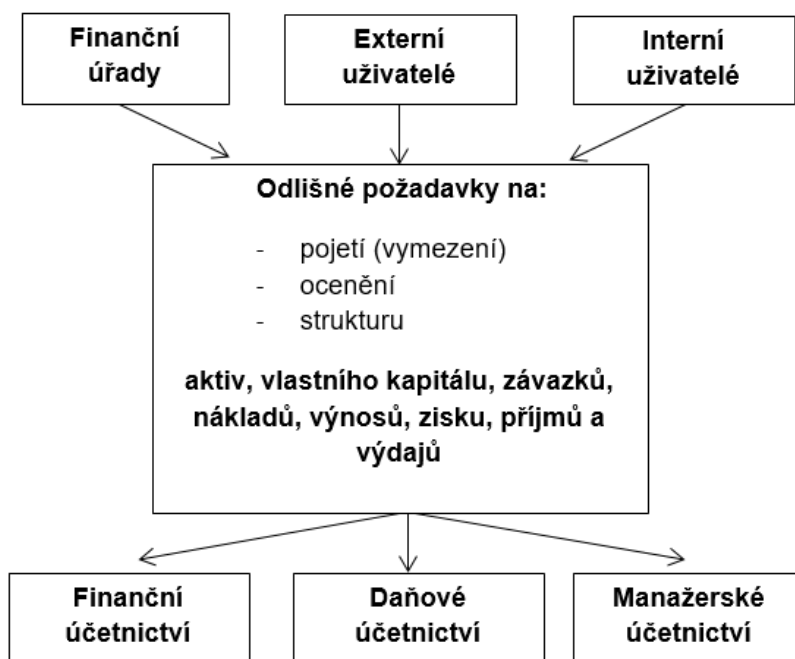 Finanční
úřady
Externí
uživatelé
Interní
uživatelé
Odlišné požadavky na:
- pojetí (vymezení)
- ocenění
- strukturu
aktiv, vlastního kapitálu, závazků,
nákladů, výnosů, zisku, příjmů a
výdajů
Finanční
účetnictví
Daňové
účetnictví
Manažerské
účetnictví